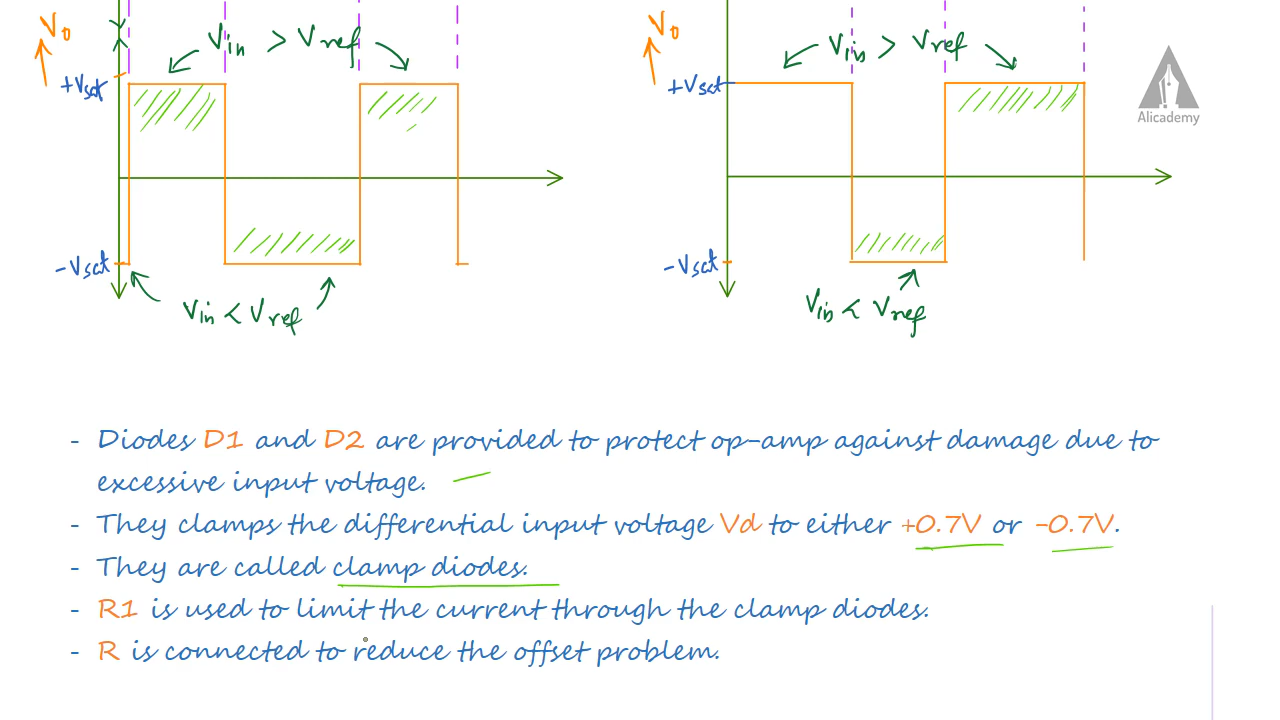 Vo
Vin > Vref
+Vsat
-Vsat
Vin < Vref
Vo
Vin > Vref
+Vsat
-Vsat
Vin < Vref
Alicademy
- Diodes D1 and D2 are provided to protect op-amp against damage due to
excessive input voltage.
- They clamps the differential input voltage Vd to either +0.7V or -0.7V.
- They are called clamp diodes.
- R1 is used to limit the current through the clamp diodes.
- R is connected to reduce the offset problem.